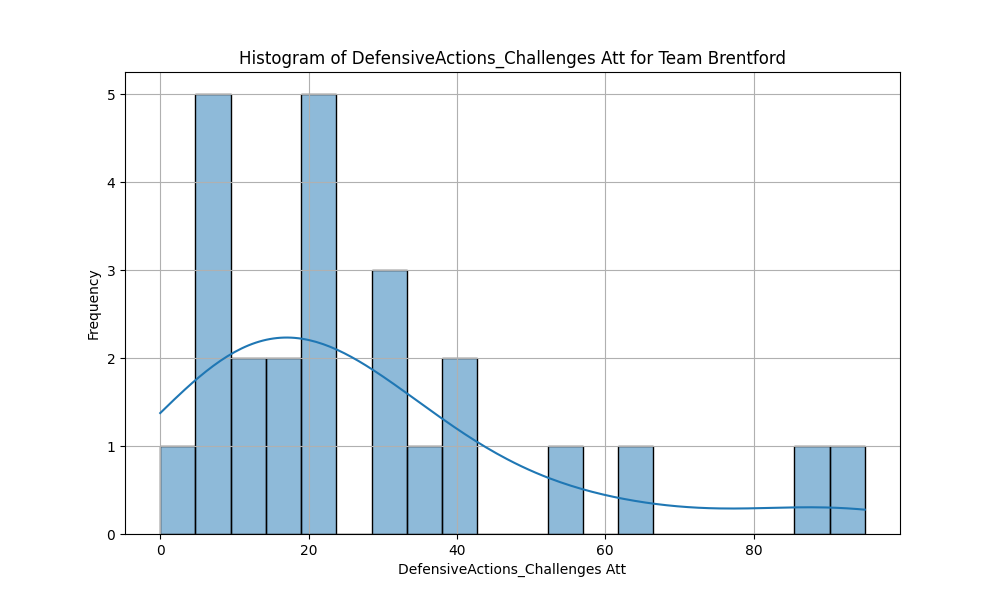 Histogram of DefensiveActions_Challenges Att for Team Brentford
5
4
3
2
1
0
Frequency
0 20 40 60 80
DefensiveActions_Challenges Att